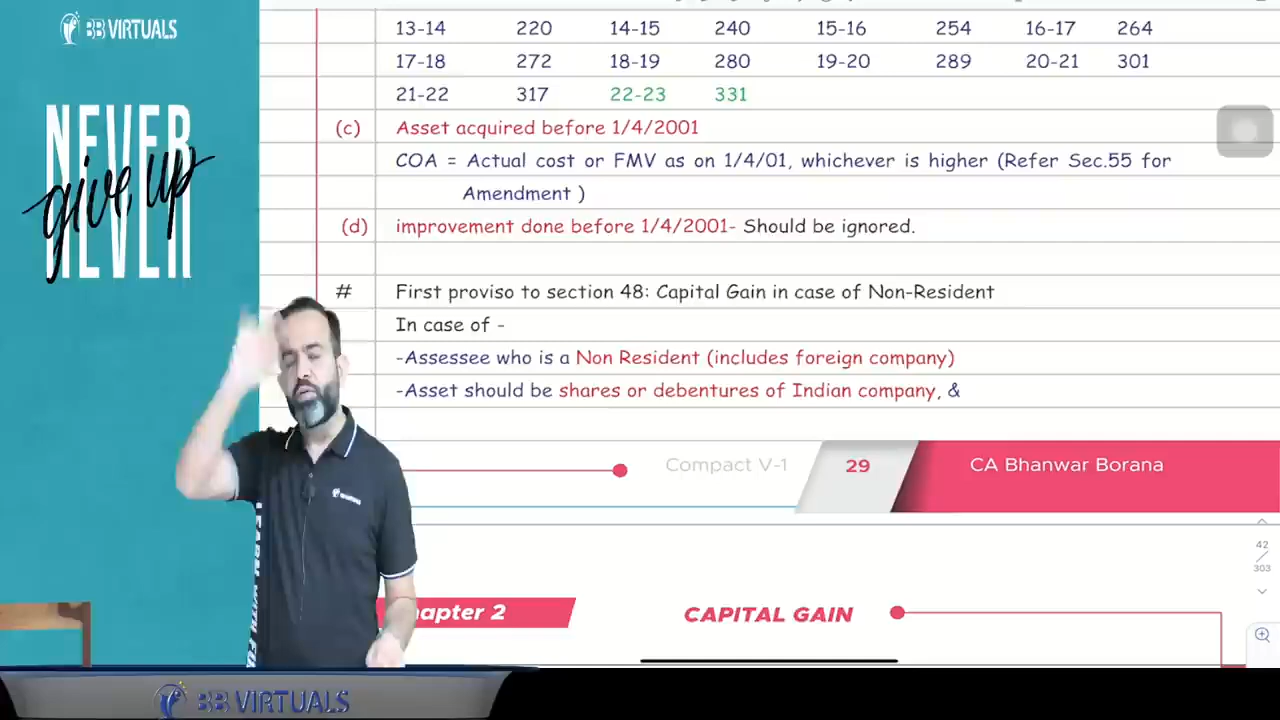 BB VIRTUALS
NEVER
give up
NEVER
13-14 220 14-15 240 15-16 254 16-17 264
17-18 272 18-19 280 19-20 289 20-21 301
21-22 317 22-23 331
(c) Asset acquired before 1/4/2001
COA = Actual cost or FMV as on 1/4/01, whichever is higher (Refer Sec.55 for
Amendment )
(d) improvement done before 1/4/2001- Should be ignored.
# First proviso to section 48: Capital Gain in case of Non-Resident
In case of -
-Assessee who is a Non Resident (includes foreign company)
-Asset should be shares or debentures of Indian company, &
Compact V-1 29 CA Bhanwar Borana
42
303
hapter 2 CAPITAL GAIN
BB VIRTUALS